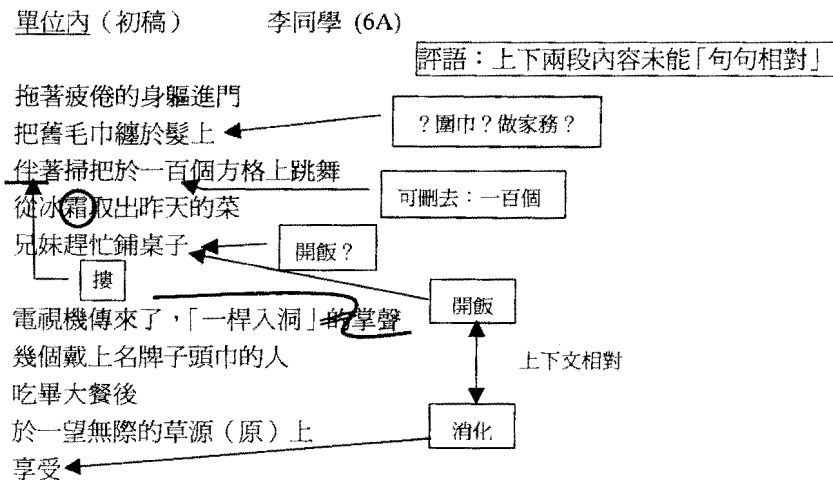 單位內（初稿） 李同學 (6A)
評語：上下兩段內容未能「句句相對」
拖著疲倦的身軀進門
把舊毛巾纏於髮上
？圍巾？做家務？
伴著掃把於一百個方格上跳舞
可刪去：一百個
從冰霜取出昨天的菜
兄妹趕忙鋪桌子
開飯？
摟
開飯
電視機傳來了，「一桿入洞」的掌聲
幾個戴上名牌子頭巾的人
上下文相對
吃畢大餐後
於一望無際的草源（原）上
消化
享受